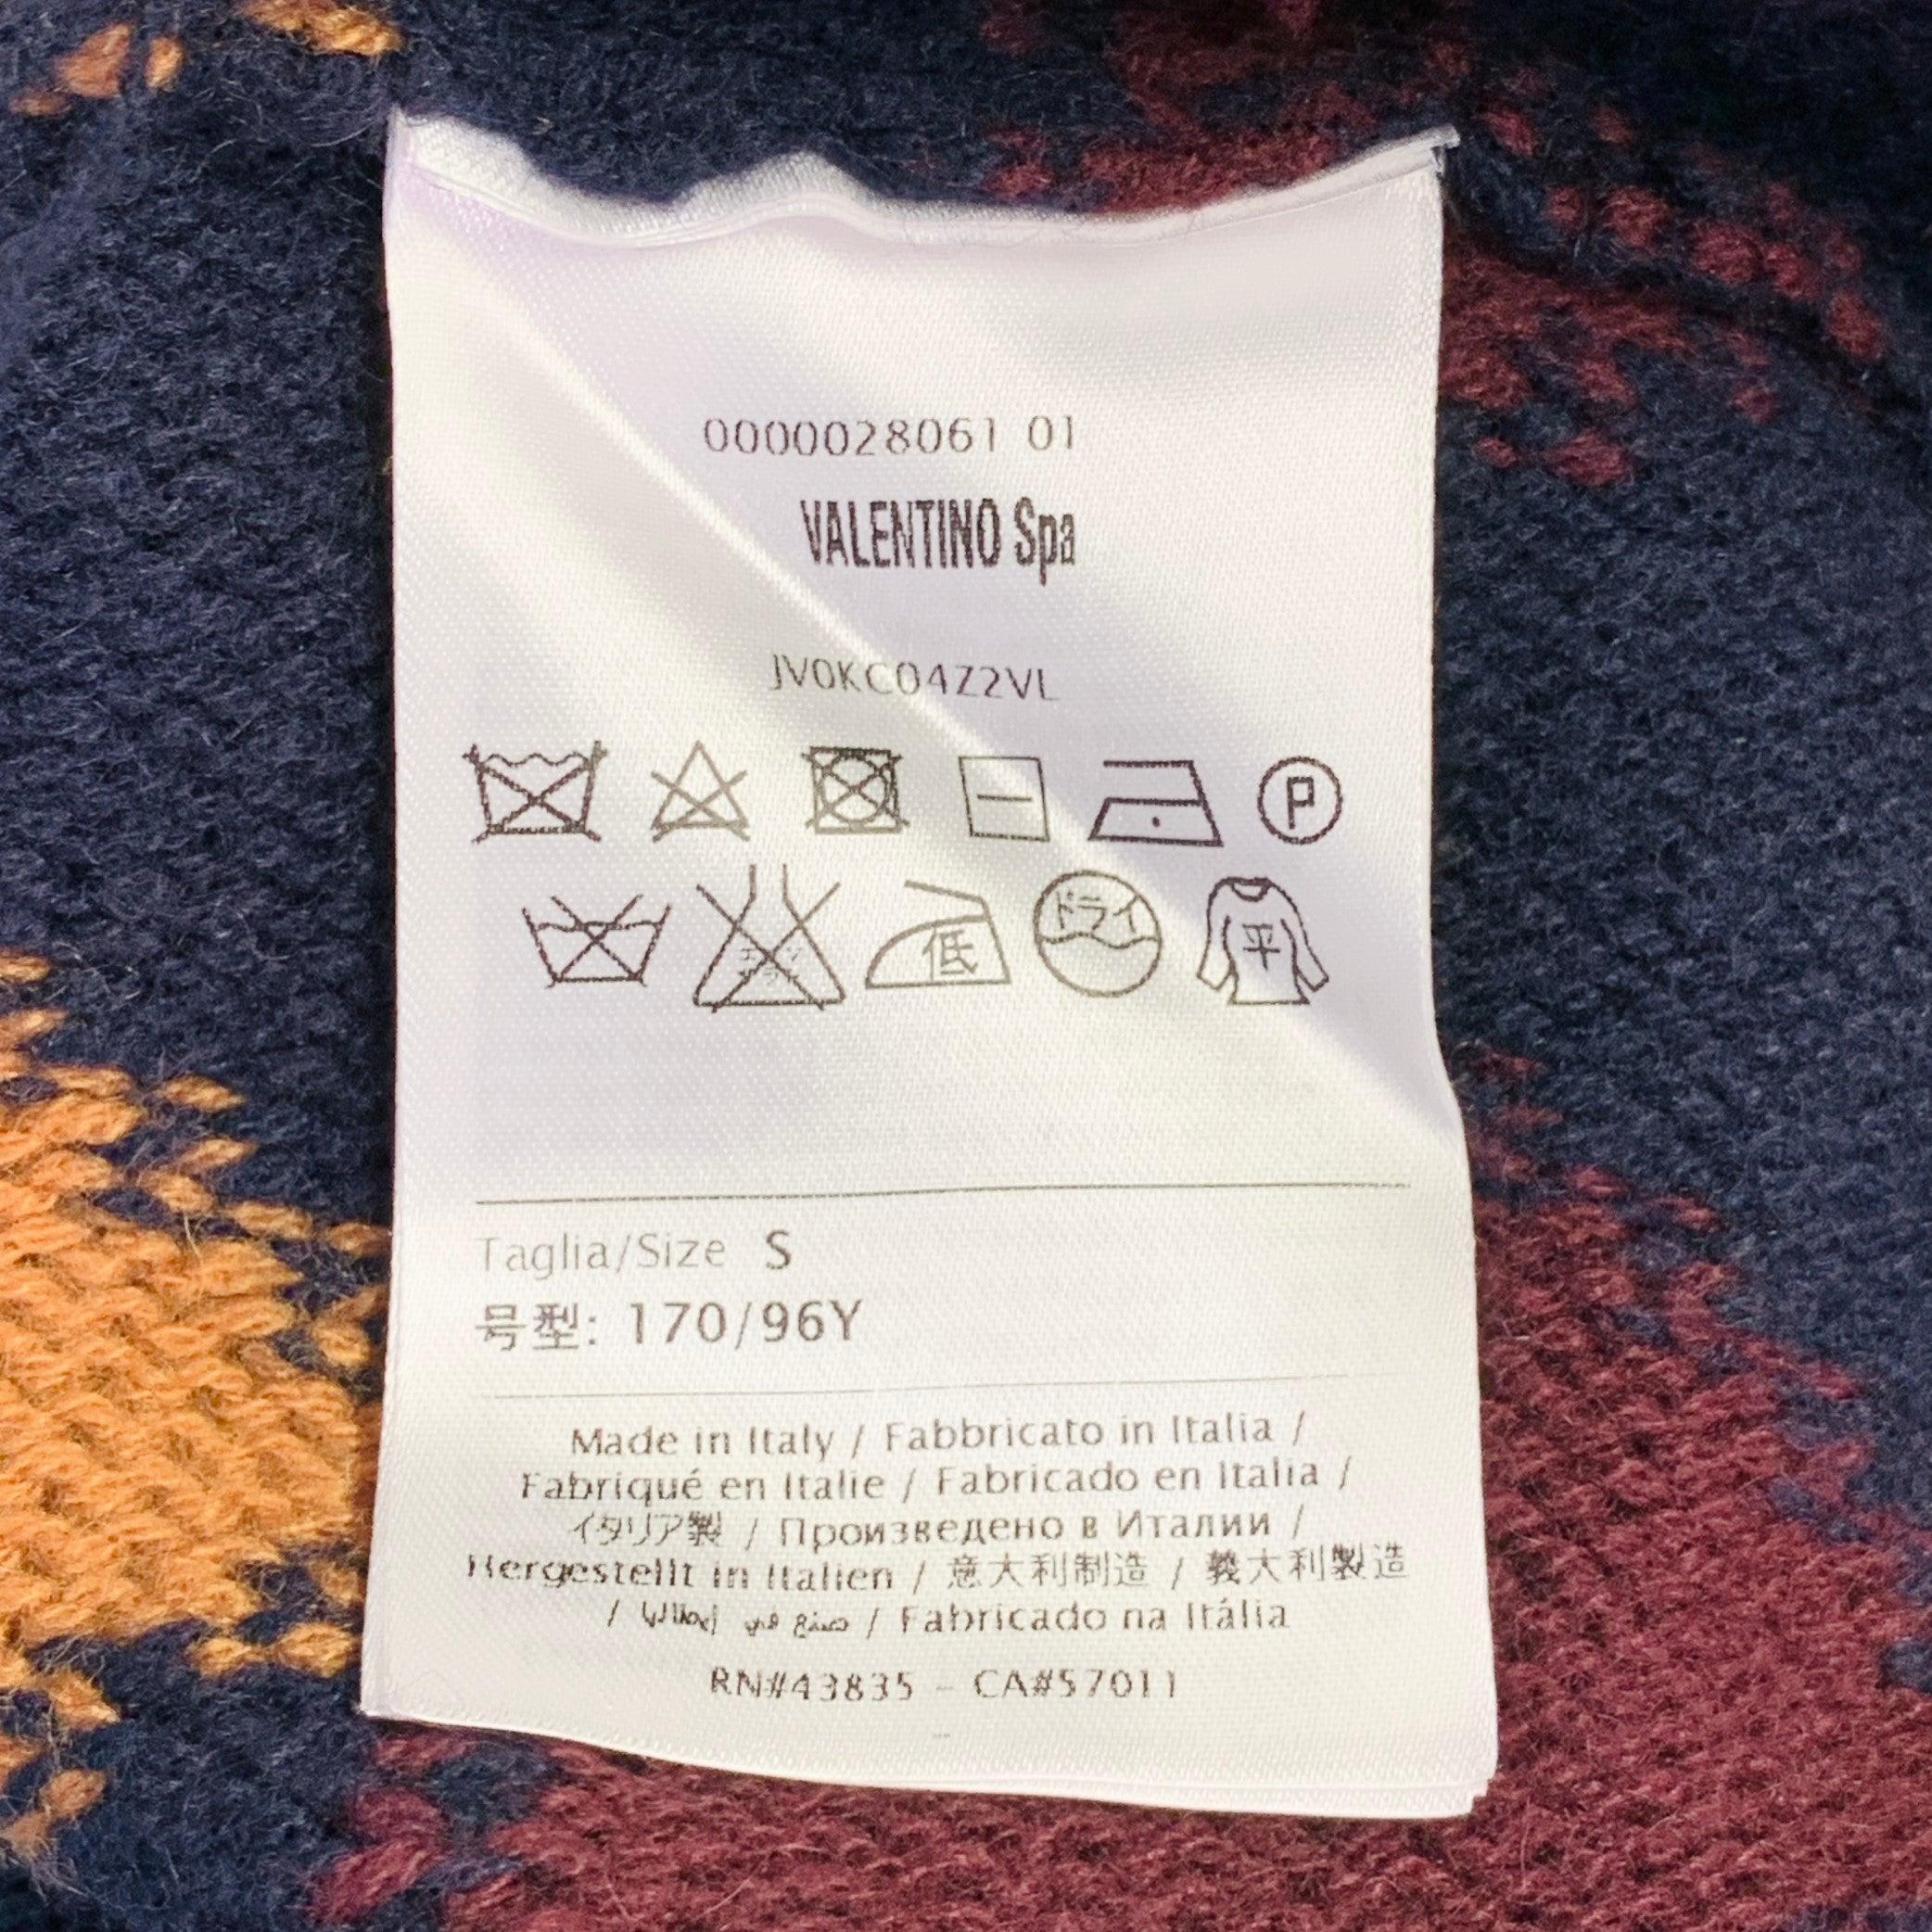 0000028061 01
VALENTINO Spa
JV0KC04Z2VL
P
低 ドライ 平
Taglia/Size S
号型: 170/96Y
Made in Italy / Fabbricato in Italia /
Fabriqué en Italie / Fabricado en Italia /
イタリア製 / Произведено в Италии /
Hergestellt in Italien / 意大利制造 / 義大利製造
/ صنع في إيطاليا / Fabricado na Itália
RN#43835 - CA#57011